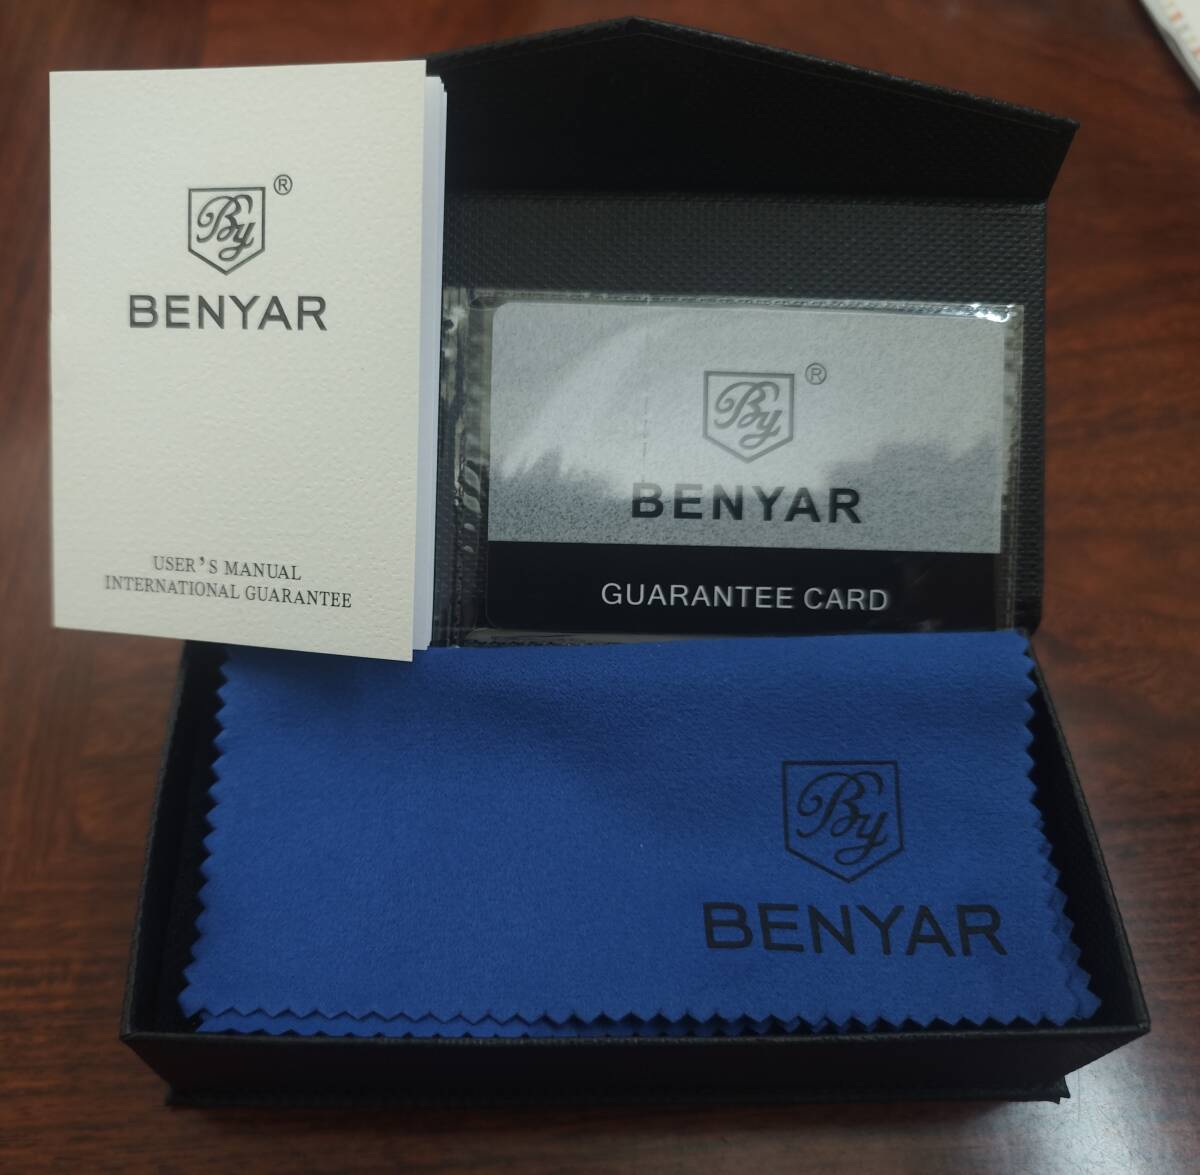 By ®
BENYAR
USER'S MANUAL
INTERNATIONAL GUARANTEE
By ®
BENYAR
GUARANTEE CARD
By
BENYAR